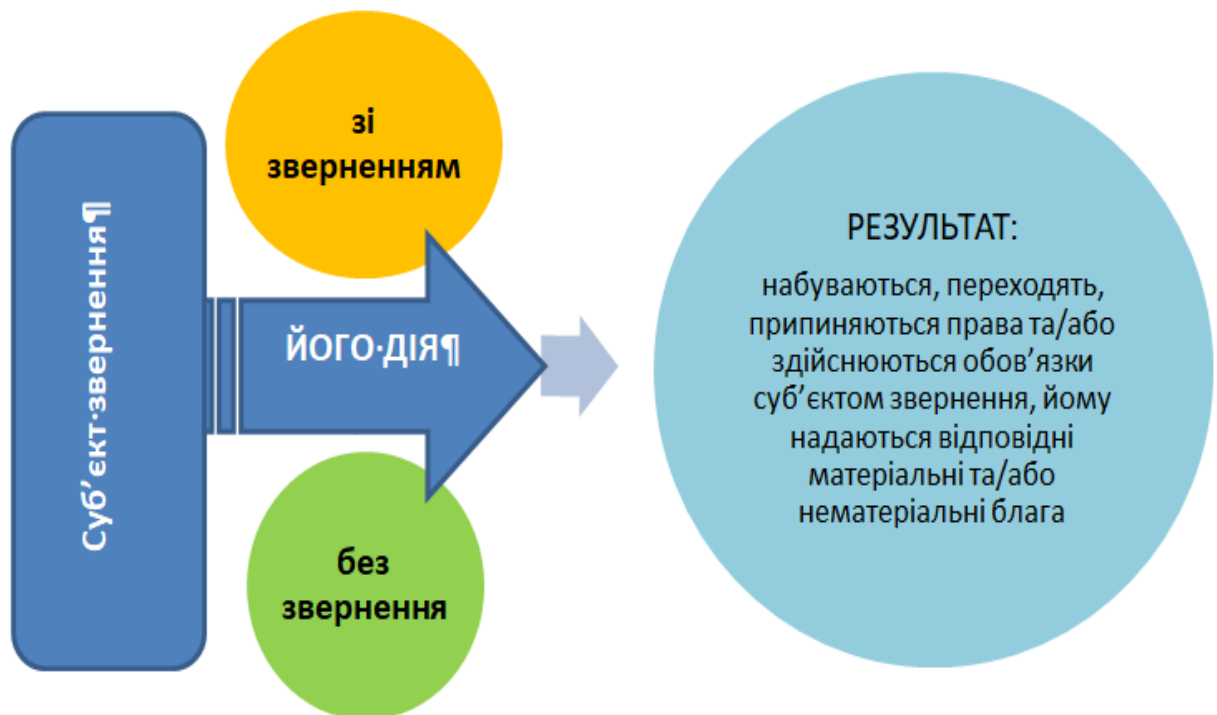 Суб’єкт·звернення¶
зі
зверненням
ЙОГО·ДІЯ¶
без
звернення
РЕЗУЛЬТАТ:
набуваються, переходять,
припиняються права та/або
здійснюються обов’язки
суб’єктом звернення, йому
надаються відповідні
матеріальні та/або
нематеріальні блага